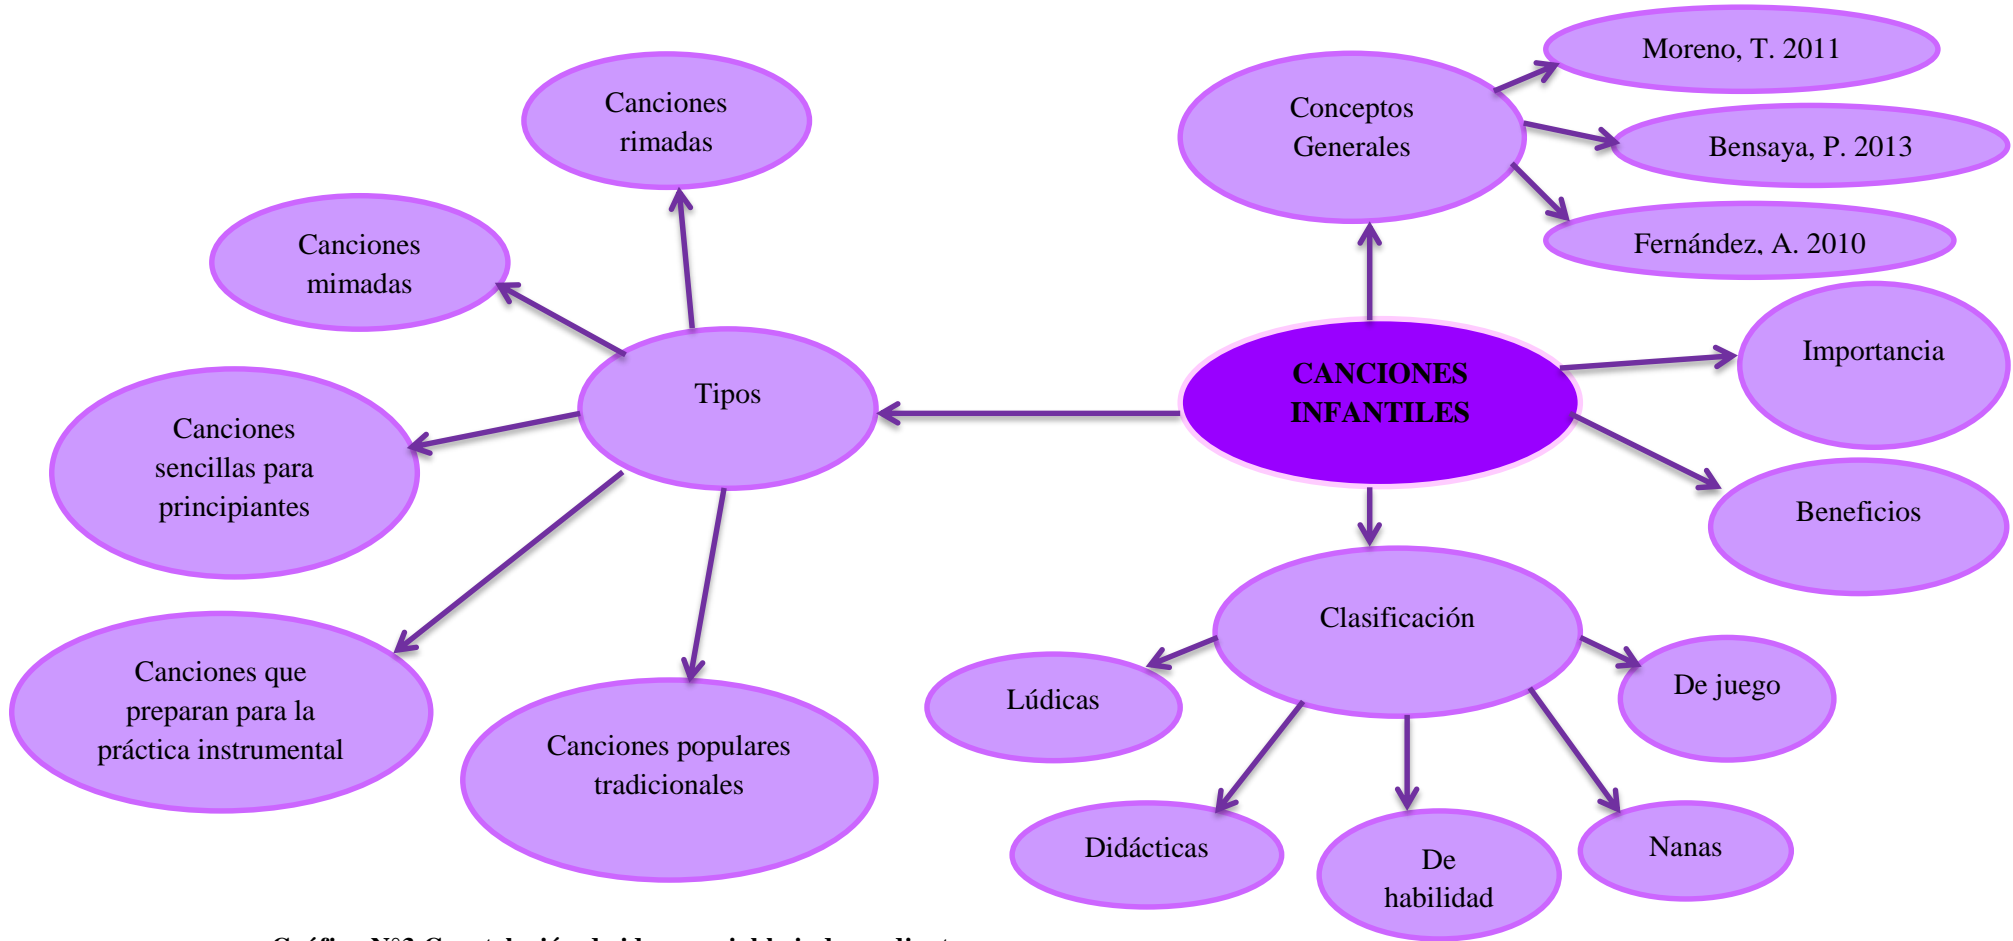 Moreno, T. 2011
Bensaya, P. 2013
Fernández, A. 2010
Conceptos
Generales
Canciones
rimadas
Canciones
mimadas
Tipos
CANCIONES
INFANTILES
Importancia
Beneficios
Canciones
sencillas para
principiantes
Canciones que
preparan para la
práctica instrumental
Canciones populares
tradicionales
Clasificación
Lúdicas
De juego
Didácticas
De
habilidad
Nanas